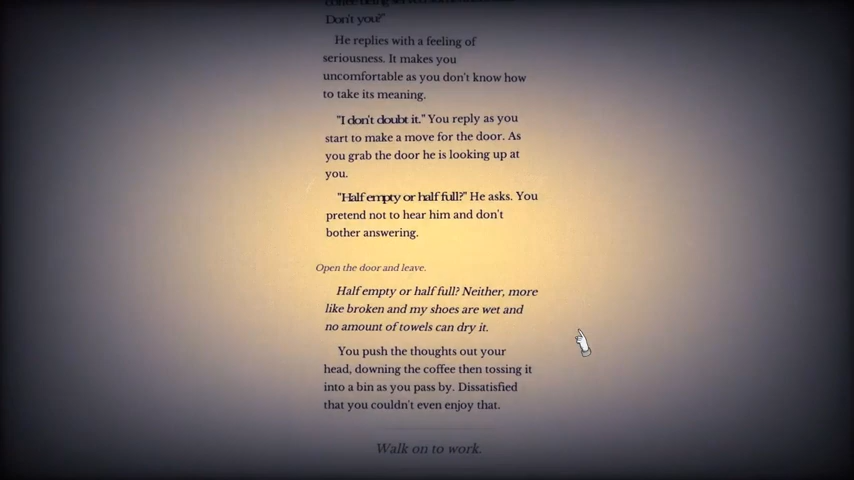 Don't you?"
He replies with a feeling of
seriousness. It makes you
uncomfortable as you don't know how
to take its meaning.
"I don't doubt it." You reply as you
start to make a move for the door. As
you grab the door he is looking up at
you.
"Half empty or half full?" He asks. You
pretend not to hear him and don't
bother answering.
Open the door and leave.
Half empty or half full? Neither, more
like broken and my shoes are wet and
no amount of towels can dry it.
You push the thoughts out your
head, downing the coffee then tossing it
into a bin as you pass by. Dissatisfied
that you couldn't even enjoy that.
Walk on to work.